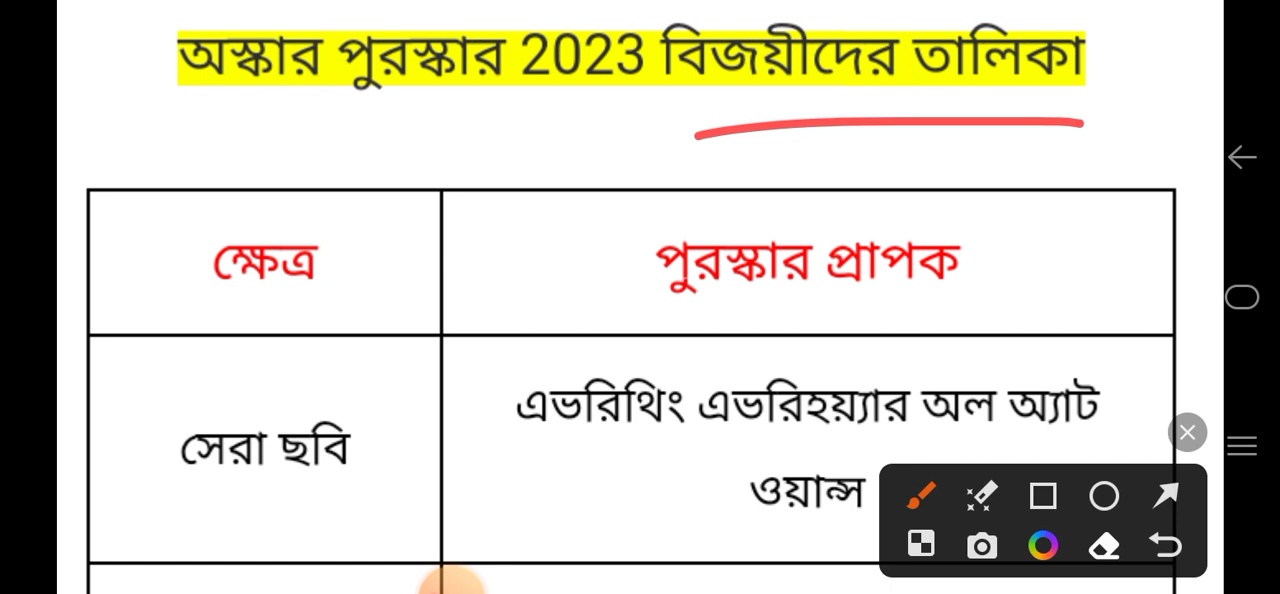 অস্কার পুরস্কার 2023 বিজয়ীদের তালিকা
ক্ষেত্র
পুরস্কার প্রাপক
সেরা ছবি
এভরিথিং এভরিহয়্যার অল অ্যাট
ওয়ান্স